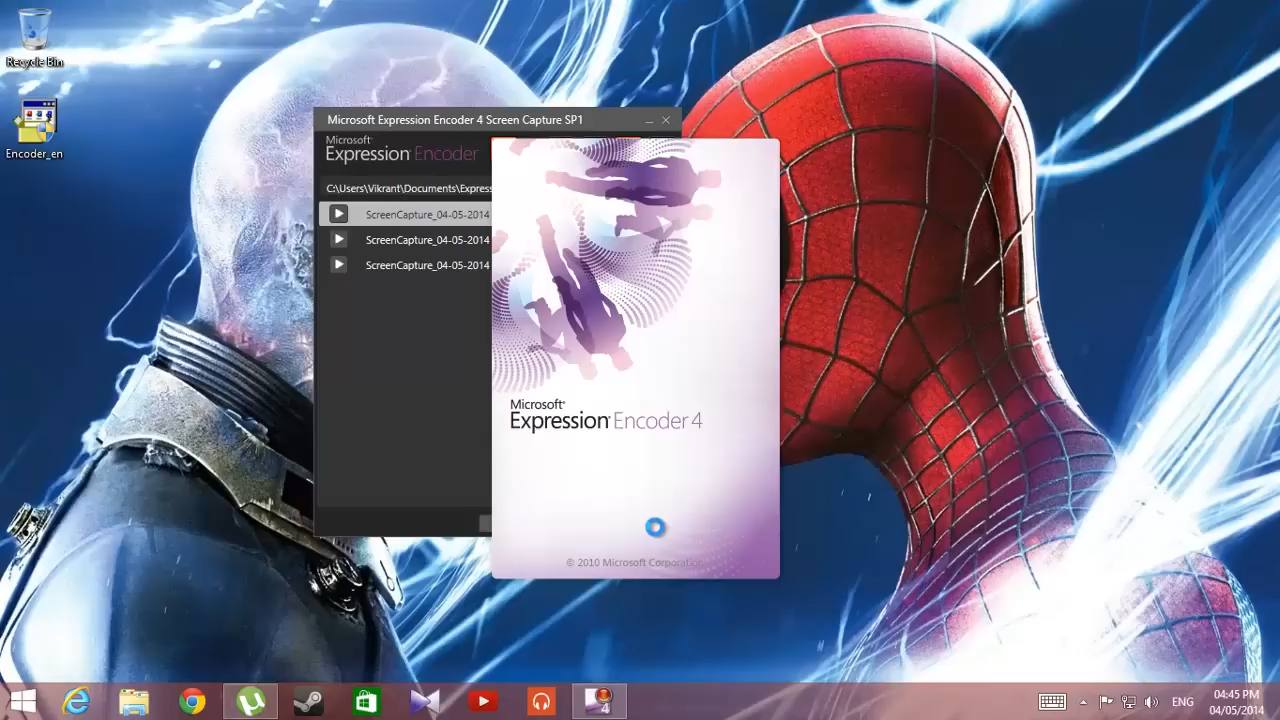 Recycle Bin
Encoder_en
Microsoft Expression Encoder 4 Screen Capture SP1
Microsoft®
Expression® Encoder
C:\Users\Vikrant\Documents\Express
ScreenCapture_04-05-2014
ScreenCapture_04-05-2014
ScreenCapture_04-05-2014
Microsoft®
Expression® Encoder 4
© 2010 Microsoft Corporation
4
ENG
04:45 PM
04/05/2014